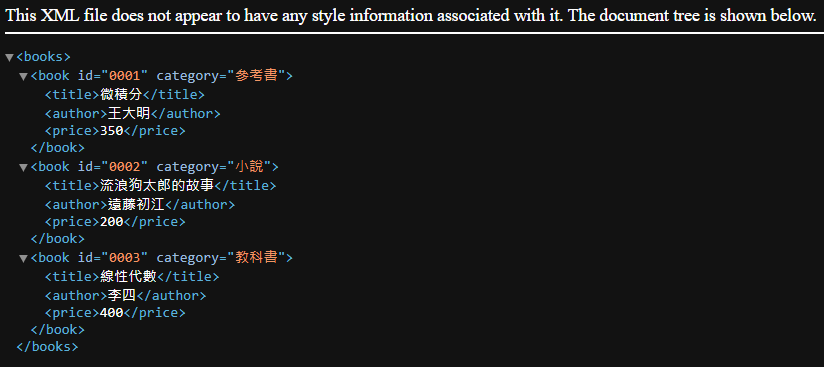 This XML file does not appear to have any style information associated with it. The document tree is shown below.
▼<books>
▼<book id="0001" category="參考書">
<title>微積分</title>
<author>王大明</author>
<price>350</price>
</book>
▼<book id="0002" category="小說">
<title>流浪狗太郎的故事</title>
<author>遠藤初江</author>
<price>200</price>
</book>
▼<book id="0003" category="教科書">
<title>線性代數</title>
<author>李四</author>
<price>400</price>
</book>
</books>